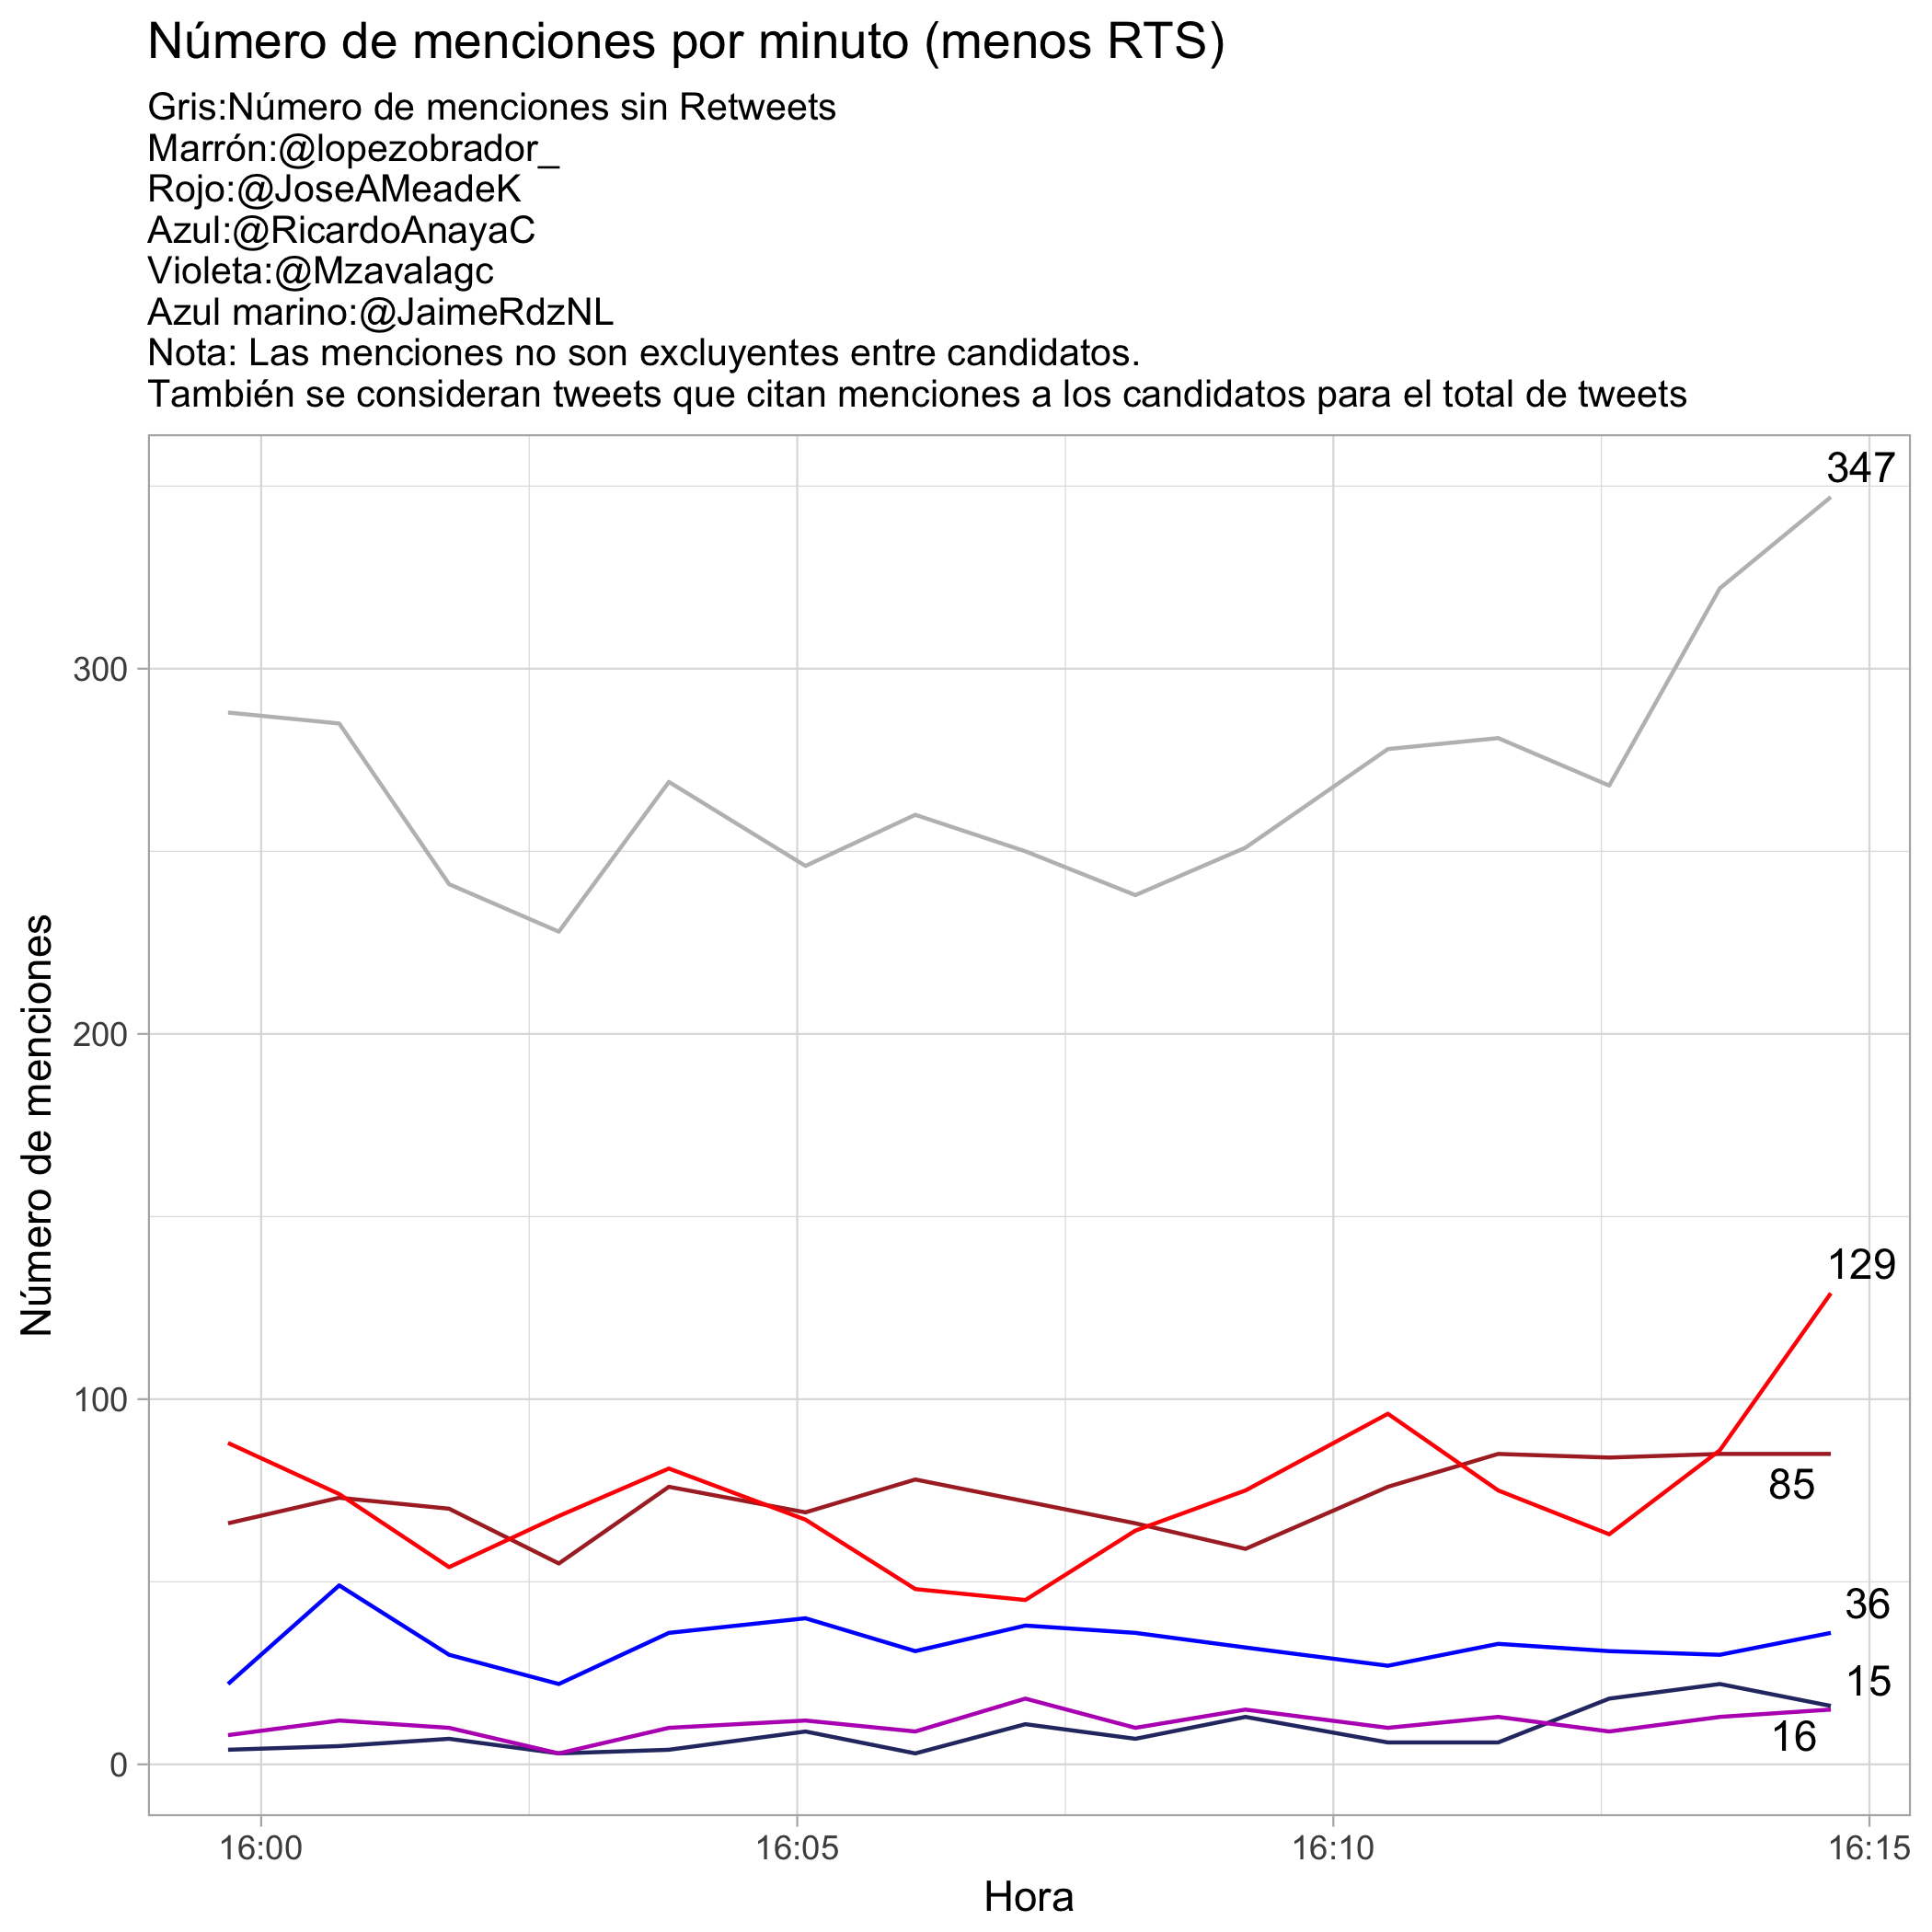 Número de menciones por minuto (menos RTS)
Gris:Número de menciones sin Retweets
Marrón:@lopezobrador_
Rojo:@JoseAMeadeK
Azul:@RicardoAnayaC
Violeta:@Mzavalagc
Azul marino:@JaimeRdzNL
Nota: Las menciones no son excluyentes entre candidatos.
También se consideran tweets que citan menciones a los candidatos para el total de tweets
347
300
200
129
100
85
36
15
16
0
Número de menciones
16:00 16:05 16:10 16:15
Hora